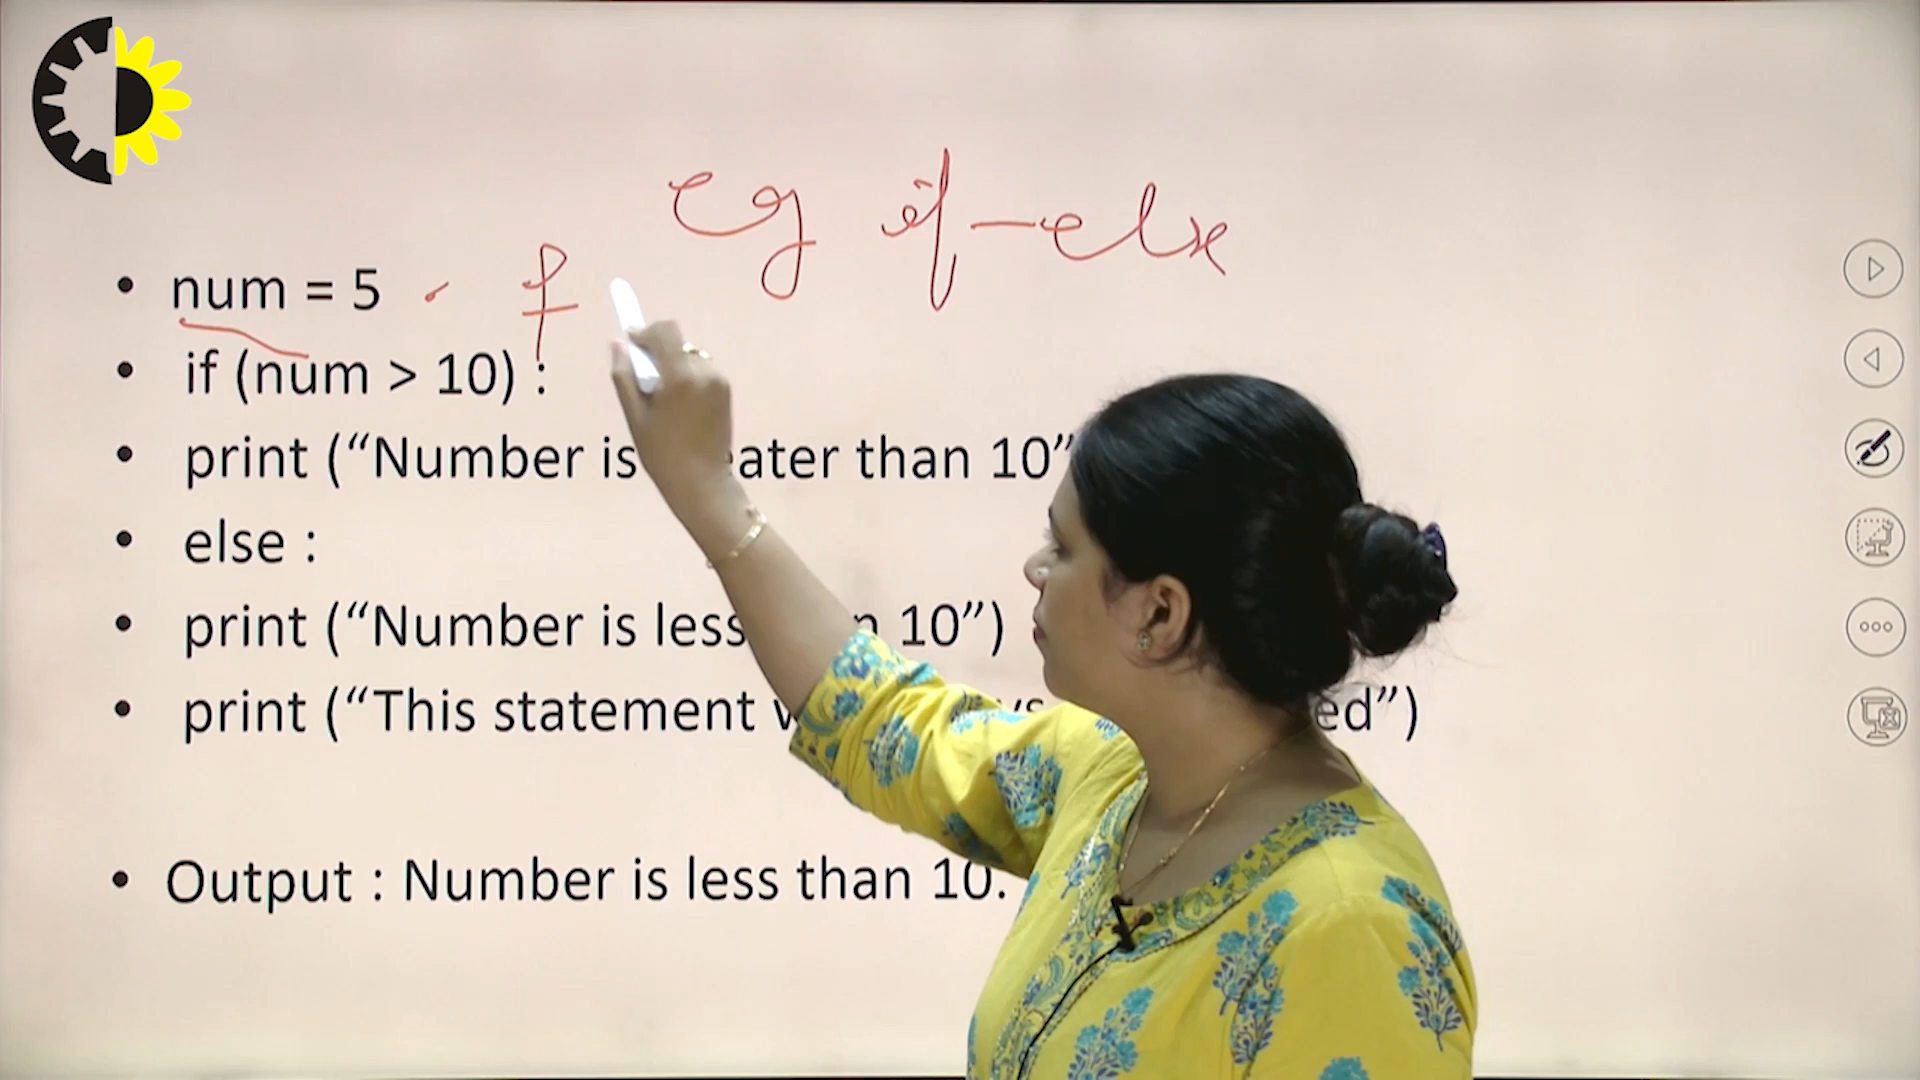 eg if-else
• num = 5
• if (num > 10) :
• print (“Number is eater than 10”
• else :
• print (“Number is less 10”)
• print (“This statement ed”)
• Output : Number is less than 10.